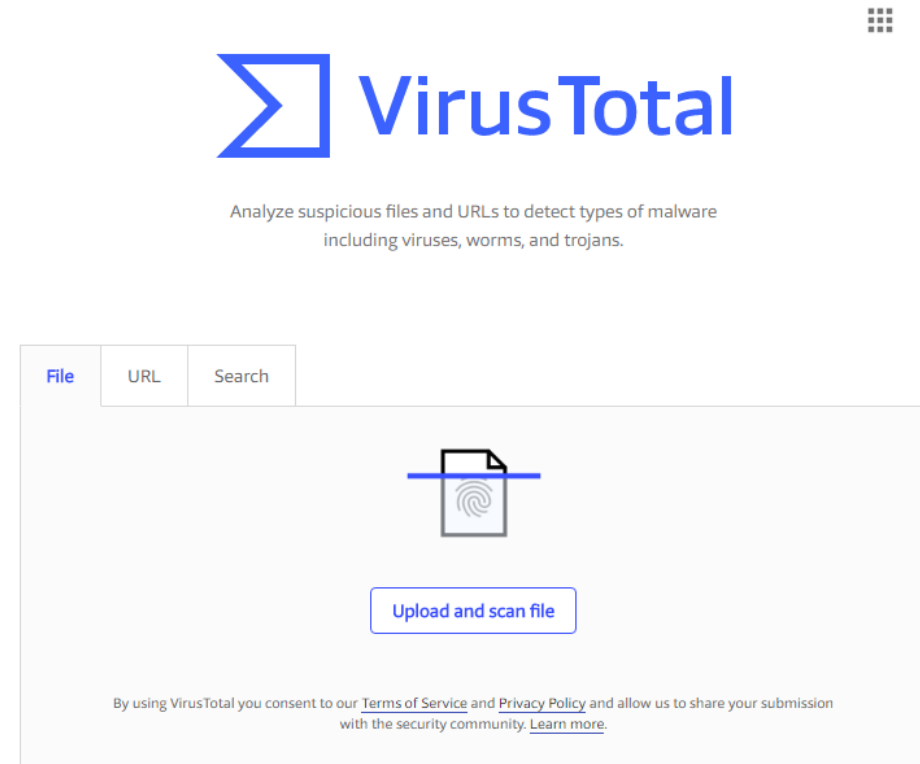 VirusTotal
Analyze suspicious files and URLs to detect types of malware
including viruses, worms, and trojans.
File URL Search
Upload and scan file
By using VirusTotal you consent to our Terms of Service and Privacy Policy and allow us to share your submission
with the security community. Learn more.